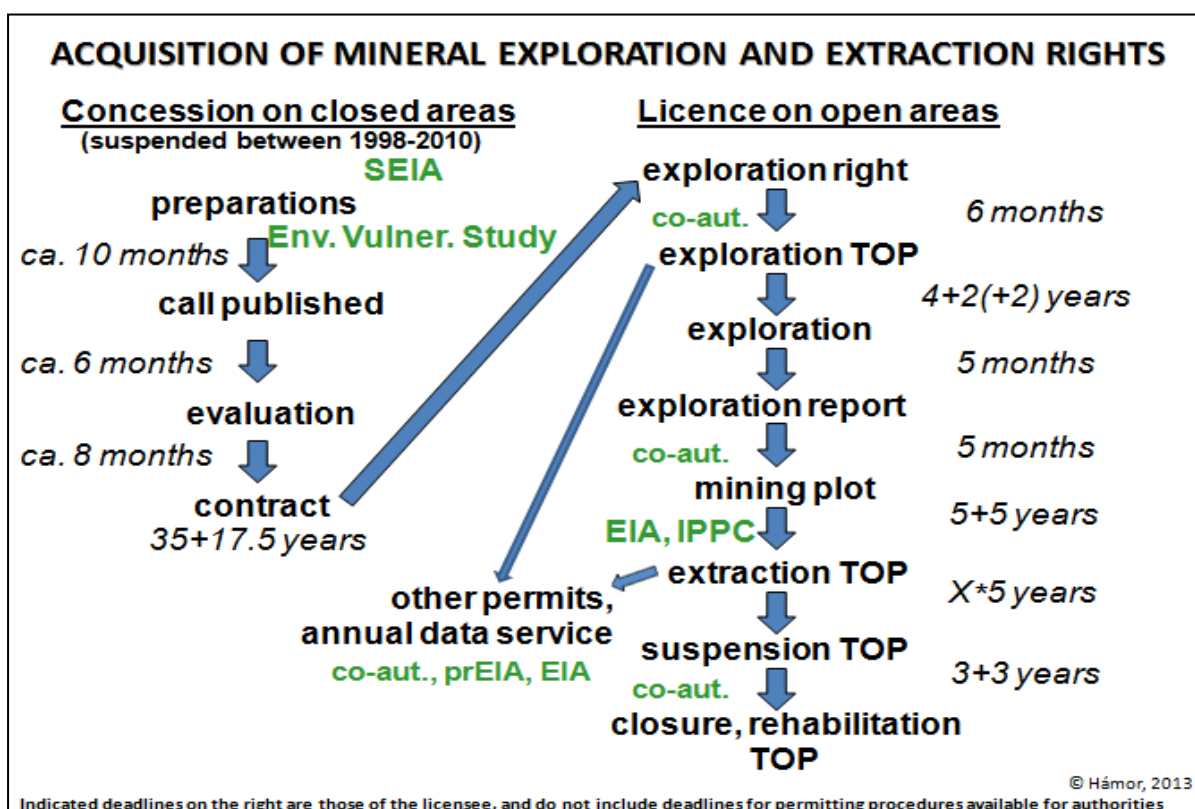 ACQUISITION OF MINERAL EXPLORATION AND EXTRACTION RIGHTS
Concession on closed areas
(suspended between 1998-2010)
SEIA
preparations
Env. Vulner. Study
ca. 10 months
call published
ca. 6 months
evaluation
ca. 8 months
contract
35+17.5 years
Licence on open areas
exploration right
co-aut.
6 months
exploration TOP
4+2(+2) years
exploration
5 months
exploration report
co-aut.
5 months
mining plot
5+5 years
EIA, IPPC
extraction TOP
X*5 years
other permits,
annual data service
co-aut., prEIA, EIA
suspension TOP
3+3 years
co-aut.
closure, rehabilitation
TOP
© Hámor, 2013
Indicated deadlines on the right are those of the licensee, and do not include deadlines for permitting procedures available for authorities